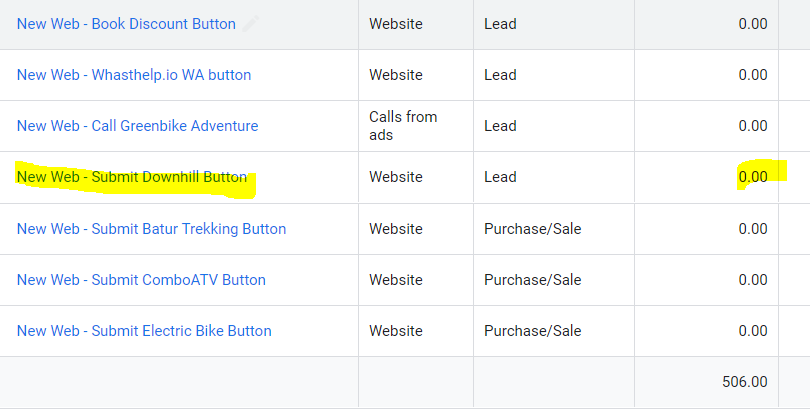 New Web - Book Discount Button Website Lead 0.00
New Web - Whasthelp.io WA button Website Lead 0.00
New Web - Call Greenbike Adventure Calls from ads Lead 0.00
New Web - Submit Downhill Button Website Lead 0.00
New Web - Submit Batur Trekking Button Website Purchase/Sale 0.00
New Web - Submit ComboATV Button Website Purchase/Sale 0.00
New Web - Submit Electric Bike Button Website Purchase/Sale 0.00
506.00